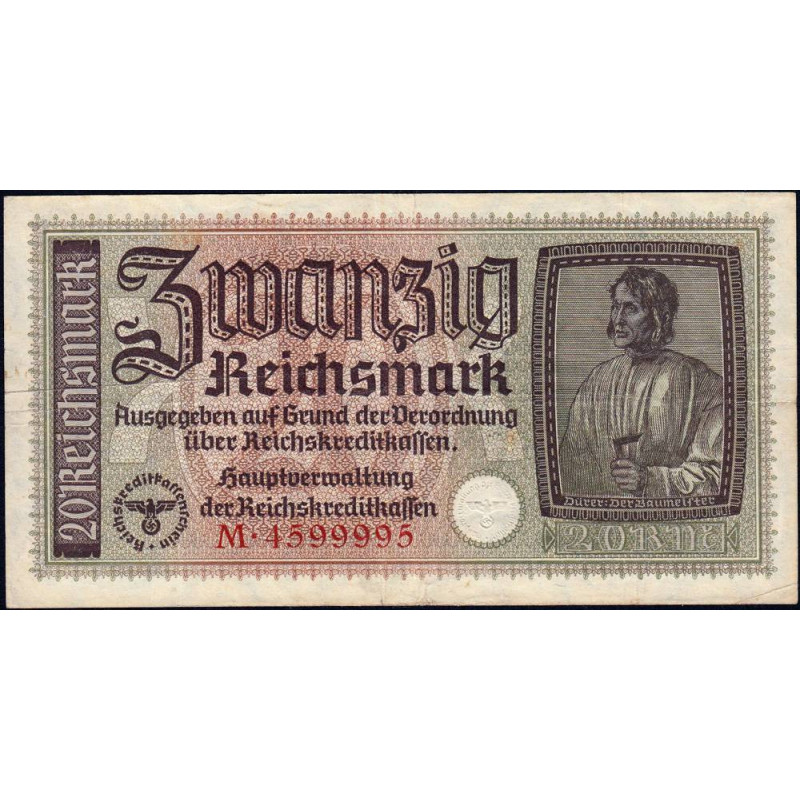 20 Reichsmark
Zwanzig
Reichsmark
Ausgegeben auf Grund der Verordnung
über Reichskreditkassen.
Hauptverwaltung
der Reichskreditkassen
Reichskreditkassenschein
M·4599995
Dürer: Der Baumeister
20 RM